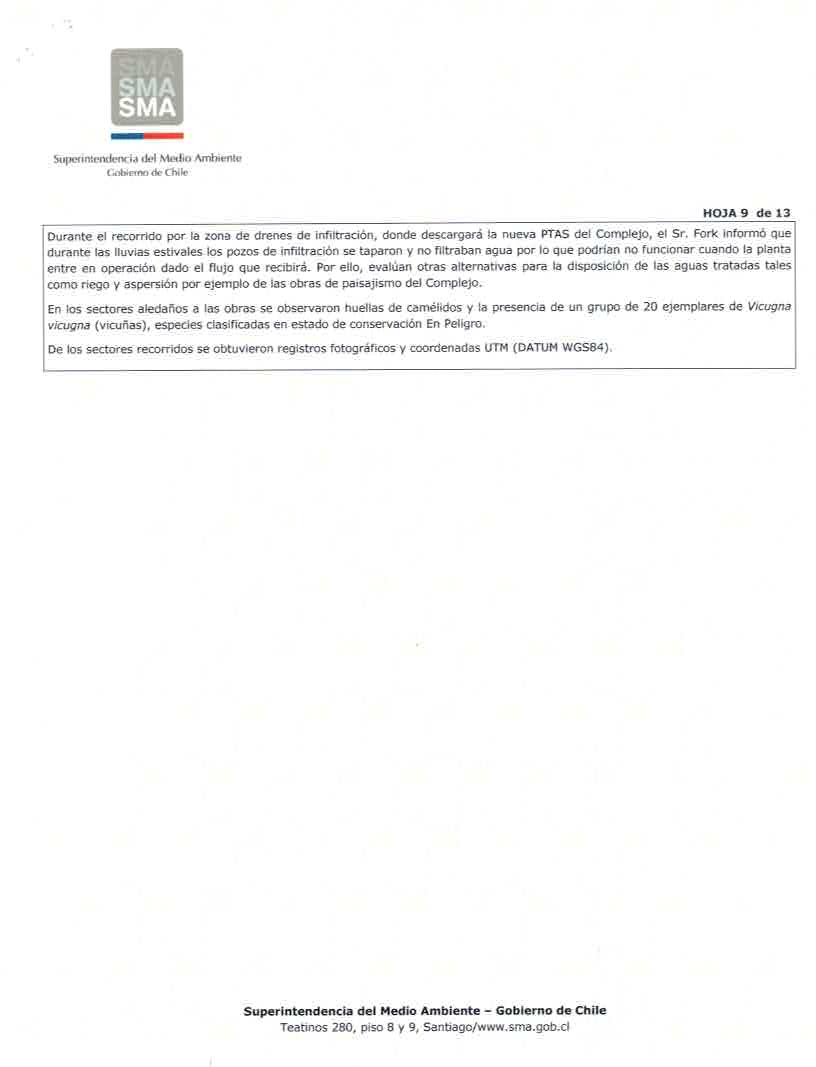 SMA
SMA
SMA
Superintendencia del Medio Ambiente
Gobierno de Chile
HOJA 9 de 13
Durante el recorrido por la zona de drenes de infiltración, donde descargará la nueva PTAS del Complejo, el Sr. Fork informó que
durante las lluvias estivales los pozos de infiltración se taparon y no filtraban agua por lo que podrían no funcionar cuando la planta
entre en operación dado el flujo que recibirá. Por ello, evalúan otras alternativas para la disposición de las aguas tratadas tales
como riego y aspersión por ejemplo de las obras de paisajismo del Complejo.
En los sectores aledaños a las obras se observaron huellas de camélidos y la presencia de un grupo de 20 ejemplares de Vicugna
vicugna (vicuñas), especies clasificadas en estado de conservación En Peligro.
De los sectores recorridos se obtuvieron registros fotográficos y coordenadas UTM (DATUM WGS84).
Superintendencia del Medio Ambiente – Gobierno de Chile
Teatinos 280, piso 8 y 9, Santiago/www.sma.gob.cl